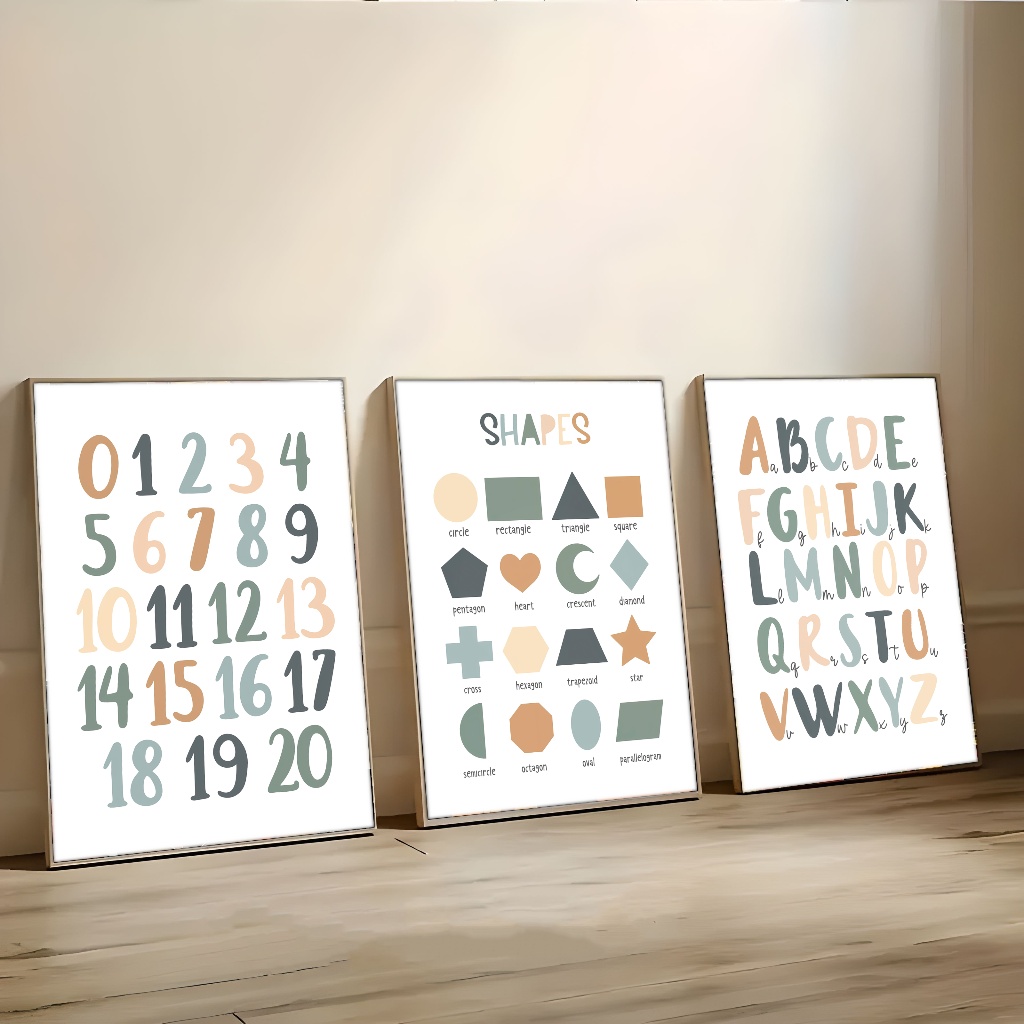 0 1 2 3 4
5 6 7 8 9
10 11 12 13
14 15 16 17
18 19 20
SHAPES
circle rectangle triangle square
pentagon heart crescent diamond
cross hexagon trapezoid star
semicircle octagon oval parallelogram
A a B b C c D d E e
F f G g H h I i J j K k
L l M m N n O o P p
Q q R r S s T t U u
V v W w X x Y y Z z